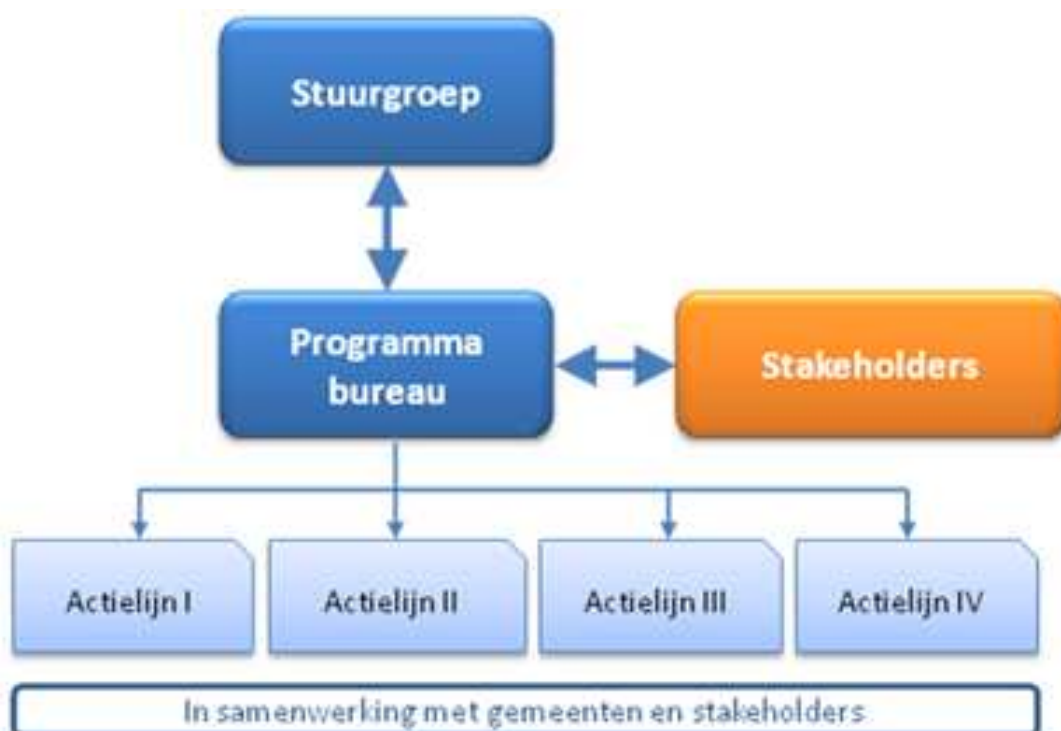 Stuurgroep
Programma
bureau
Stakeholders
Actielijn I
Actielijn II
Actielijn III
Actielijn IV
In samenwerking met gemeenten en stakeholders